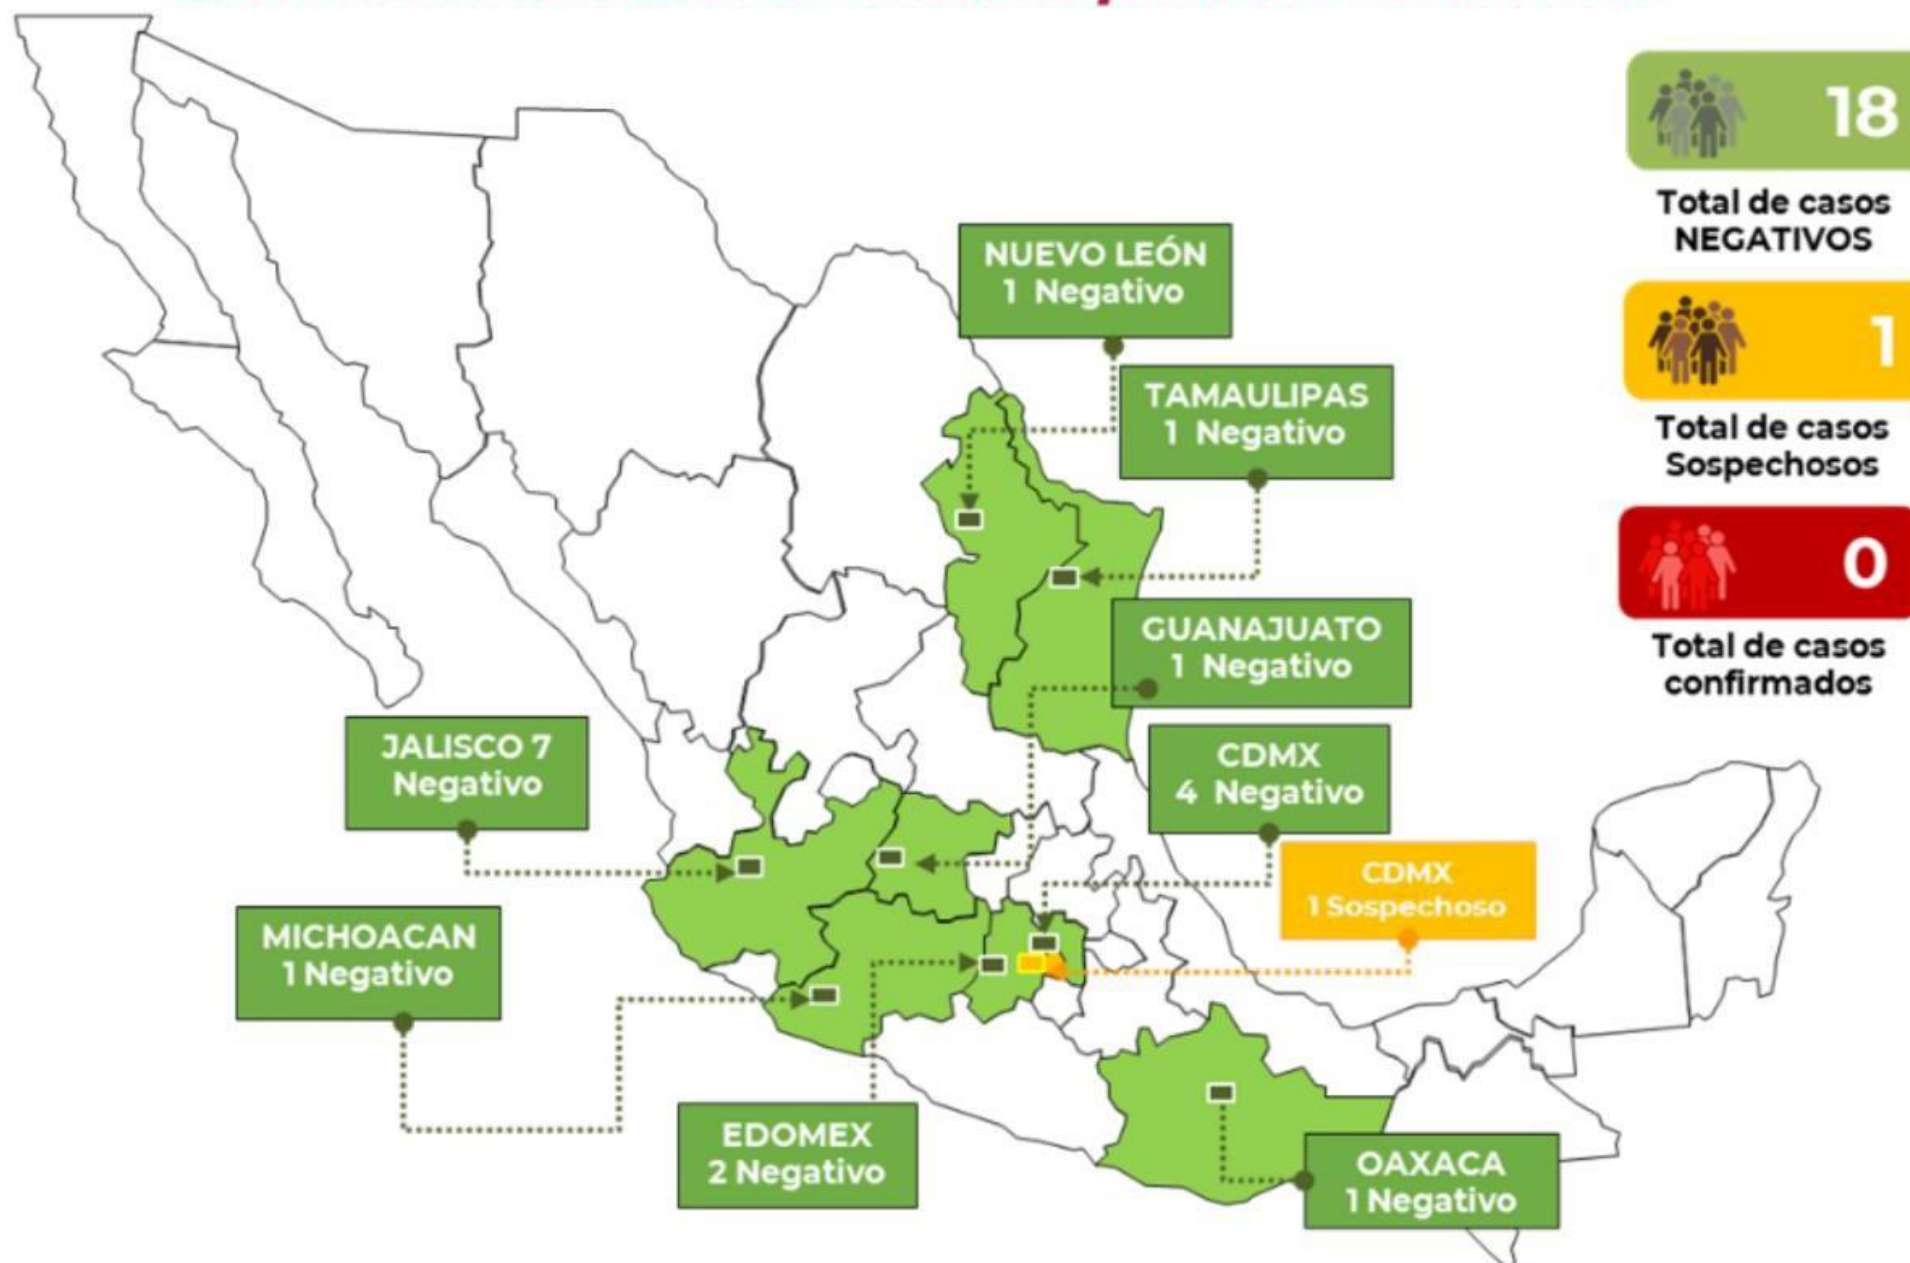 18
Total de casos
NEGATIVOS
1
Total de casos
Sospechosos
0
Total de casos
confirmados
NUEVO LEÓN
1 Negativo
TAMAULIPAS
1 Negativo
GUANAJUATO
1 Negativo
JALISCO 7
Negativo
CDMX
4 Negativo
CDMX
1 Sospechoso
MICHOACAN
1 Negativo
EDOMEX
2 Negativo
OAXACA
1 Negativo